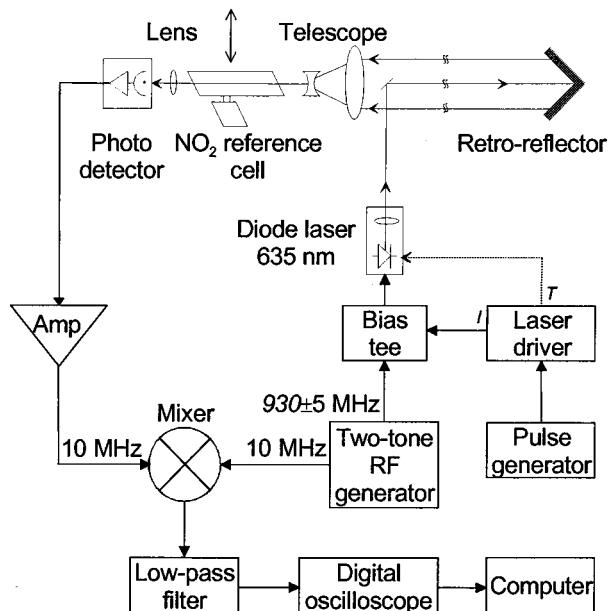 Lens
Telescope
Photo
detector
NO₂ reference
cell
Retro-reflector
Diode laser
635 nm
T
I
Amp
Bias
tee
Laser
driver
930±5 MHz
Mixer
10 MHz
10 MHz
Two-tone
RF
generator
Pulse
generator
Low-pass
filter
Digital
oscilloscope
Computer